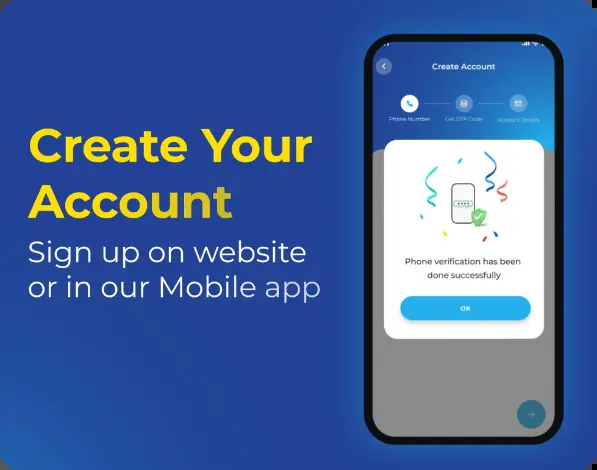 Create Your
Account
Sign up on website
or in our Mobile app
Create Account
Phone Number
Get OTP Code
Account Details
Phone verification has been
done successfully
OK